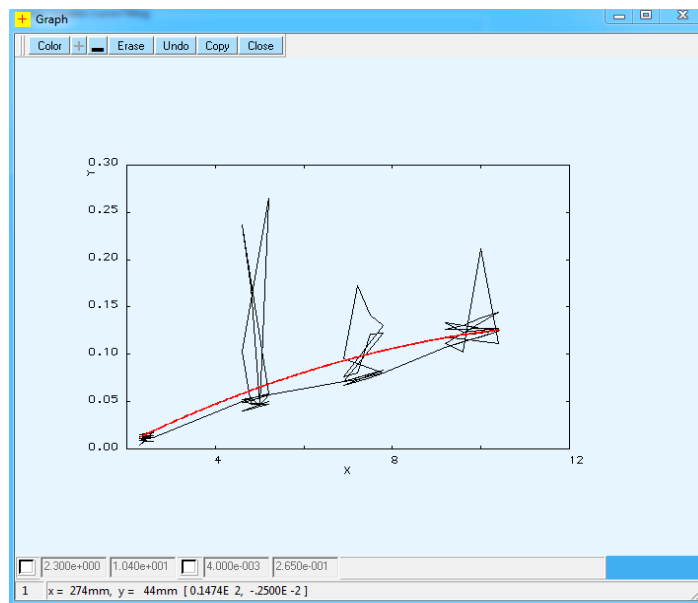 Graph
Color + Erase Undo Copy Close
0.30
Y
0.25
0.20
0.15
0.10
0.05
0.00
4 8 12
X
2.300e+000 1.040e+001 4.000e-003 2.650e-001
1 x = 274mm, y = 44mm [ 0.1474E 2, -.2500E -2 ]